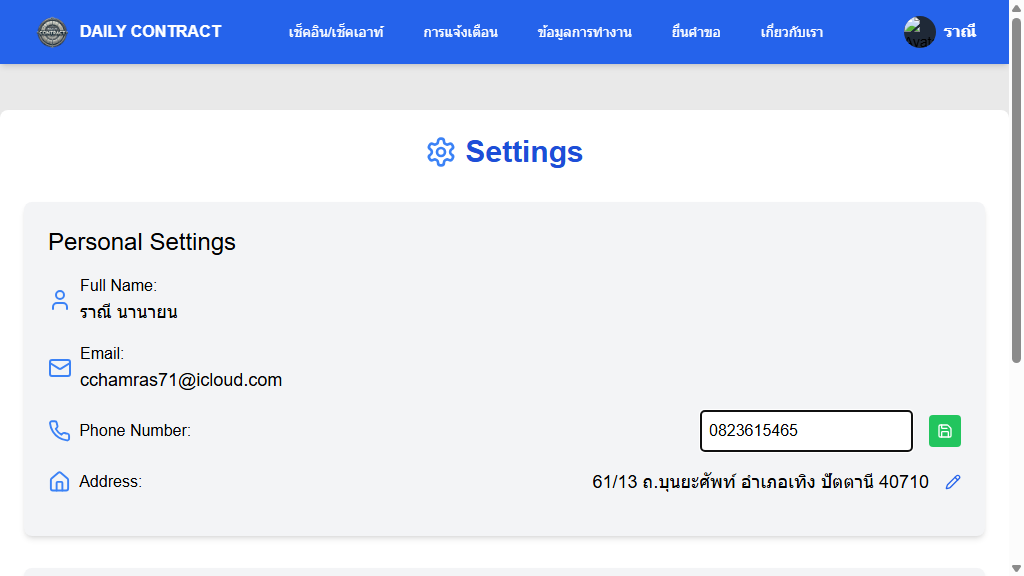 DAILY CONTRACT
เช็คอิน/เช็คเอาท์
การแจ้งเตือน
ข้อมูลการทำงาน
ยื่นคำขอ
เกี่ยวกับเรา
ราณี
Settings
Personal Settings
Full Name:
ราณี นานายน
Email:
cchamras71@icloud.com
Phone Number:
0823615465
Address:
61/13 ถ.บุนยะศัพท์ อำเภอเทิง ปัตตานี 40710